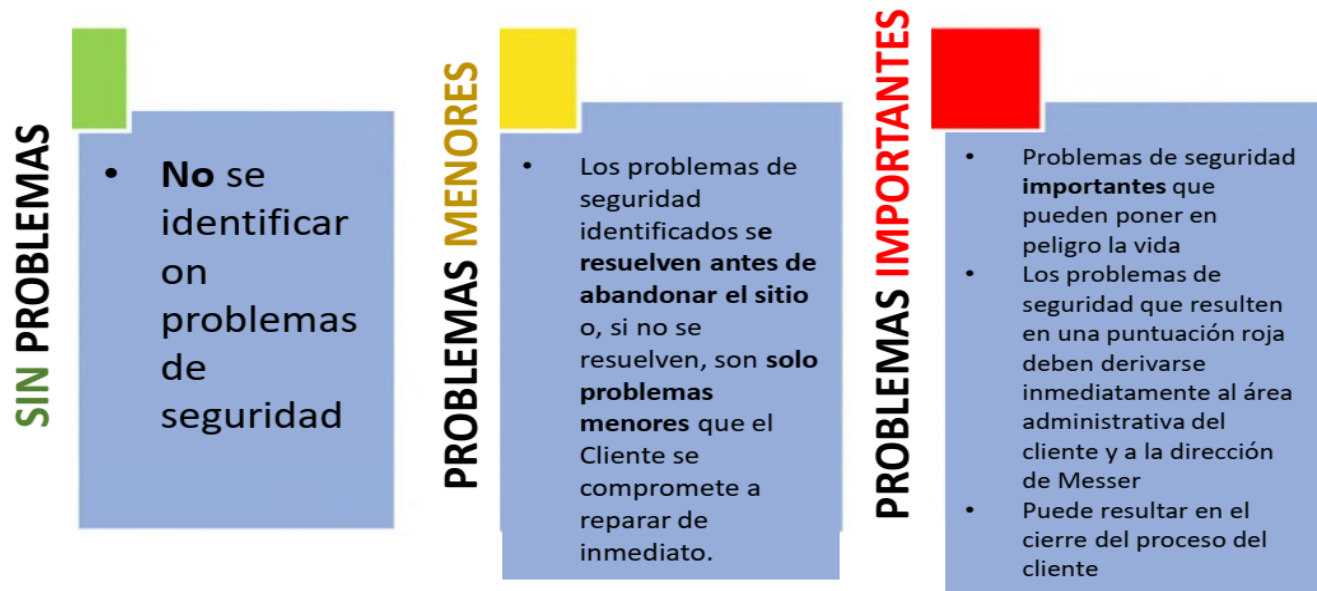 SIN PROBLEMAS
• No se
identificar
on
problemas
de
seguridad
PROBLEMAS MENORES
• Los problemas de
seguridad
identificados se
resuelven antes de
abandonar el sitio
o, si no se
resuelven, son solo
problemas
menores que el
Cliente se
compromete a
reparar de
inmediato.
PROBLEMAS IMPORTANTES
• Problemas de seguridad
importantes que
pueden poner en
peligro la vida
• Los problemas de
seguridad que resulten
en una puntuación roja
deben derivarse
inmediatamente al área
administrativa del
cliente y a la dirección
de Messer
• Puede resultar en el
cierre del proceso del
cliente